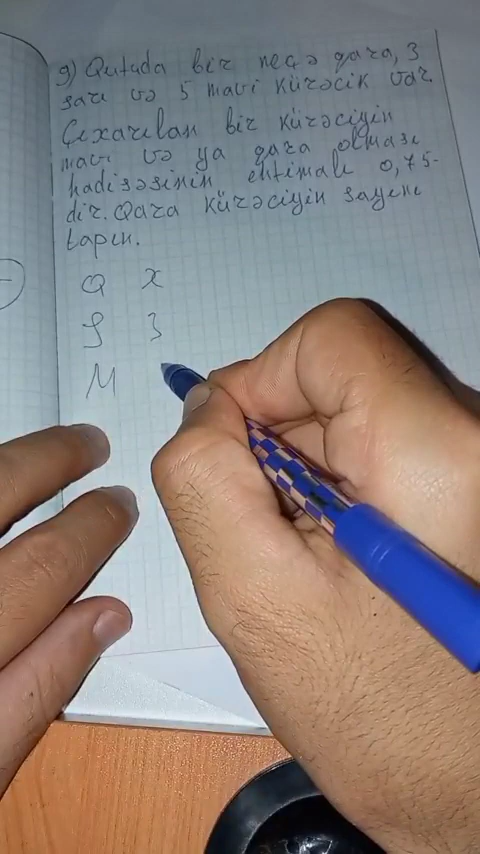 9) Qutuda bir neçə qara, 3
sarı və 5 mavi kürəcik var.
Çıxarılan bir kürəciyin
mavi və ya qara olması
hadisəsinin ehtimalı 0,75-
dir. Qara kürəciyin sayını
tapın.
Q x
S 3
M